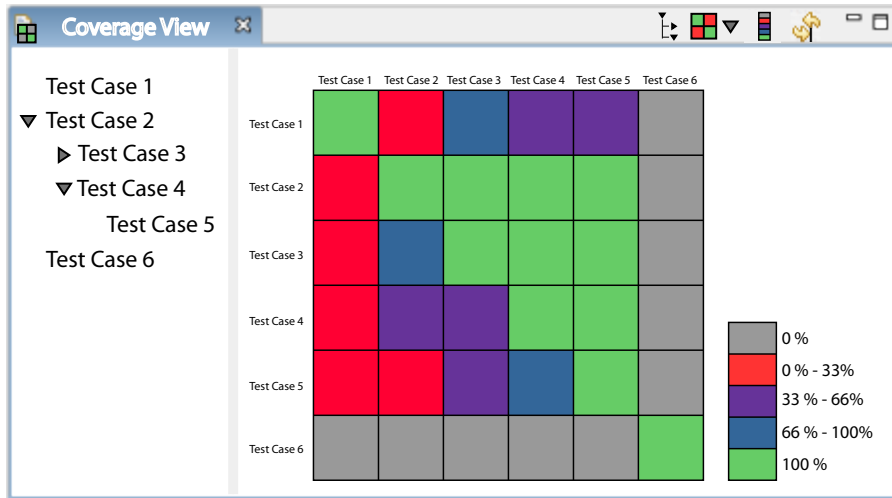 Coverage View
Test Case 1
Test Case 2
Test Case 3
Test Case 4
Test Case 5
Test Case 6
Test Case 1 Test Case 2 Test Case 3 Test Case 4 Test Case 5 Test Case 6
Test Case 1
Test Case 2
Test Case 3
Test Case 4
Test Case 5
Test Case 6
0 %
0 % - 33%
33 % - 66%
66 % - 100%
100 %